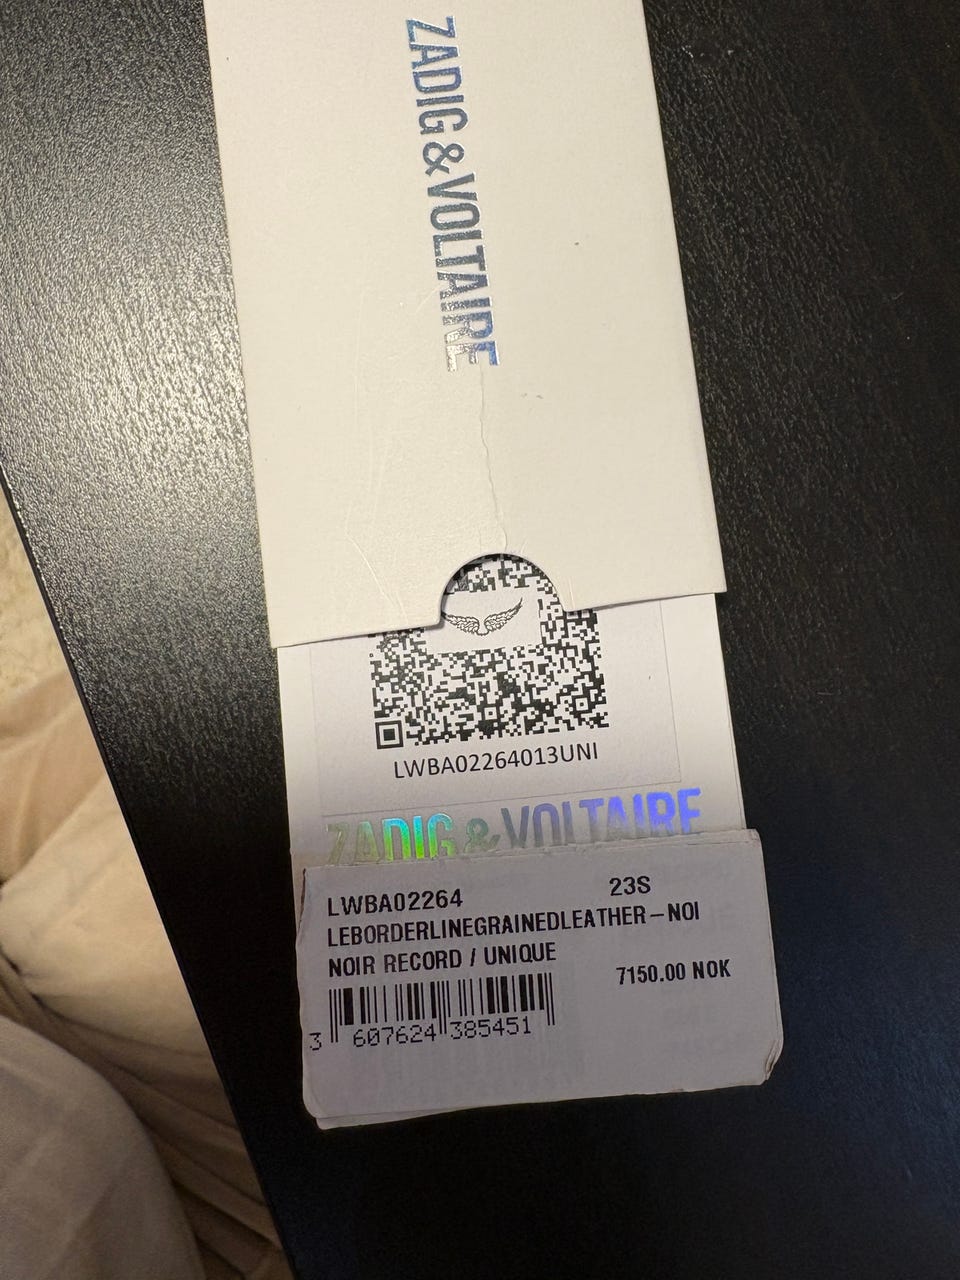 ZADIG & VOLTAIRE
LWBA02264013UNI
ZADIG & VOLTAIRE
LWBA02264 23S
LEBORDERLINEGRAINEDLEATHER-NOI
NOIR RECORD / UNIQUE
7150.00 NOK
3 607624 385451